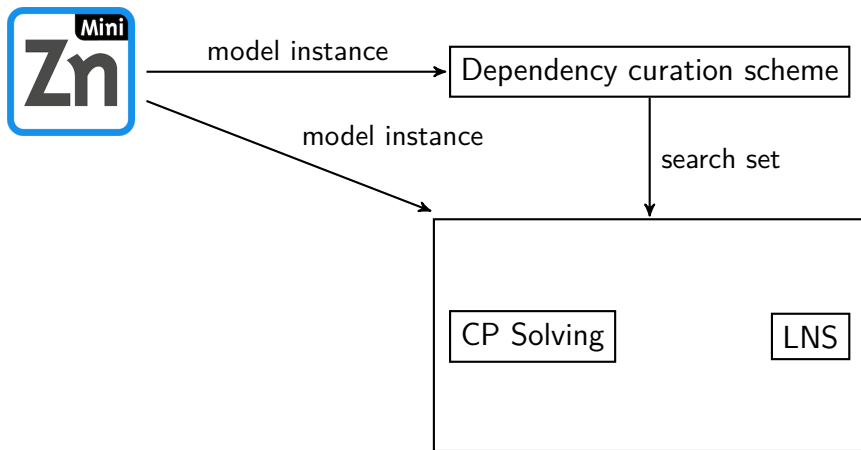 Mini
Zn
model instance
Dependency curation scheme
model instance
search set
CP Solving
LNS